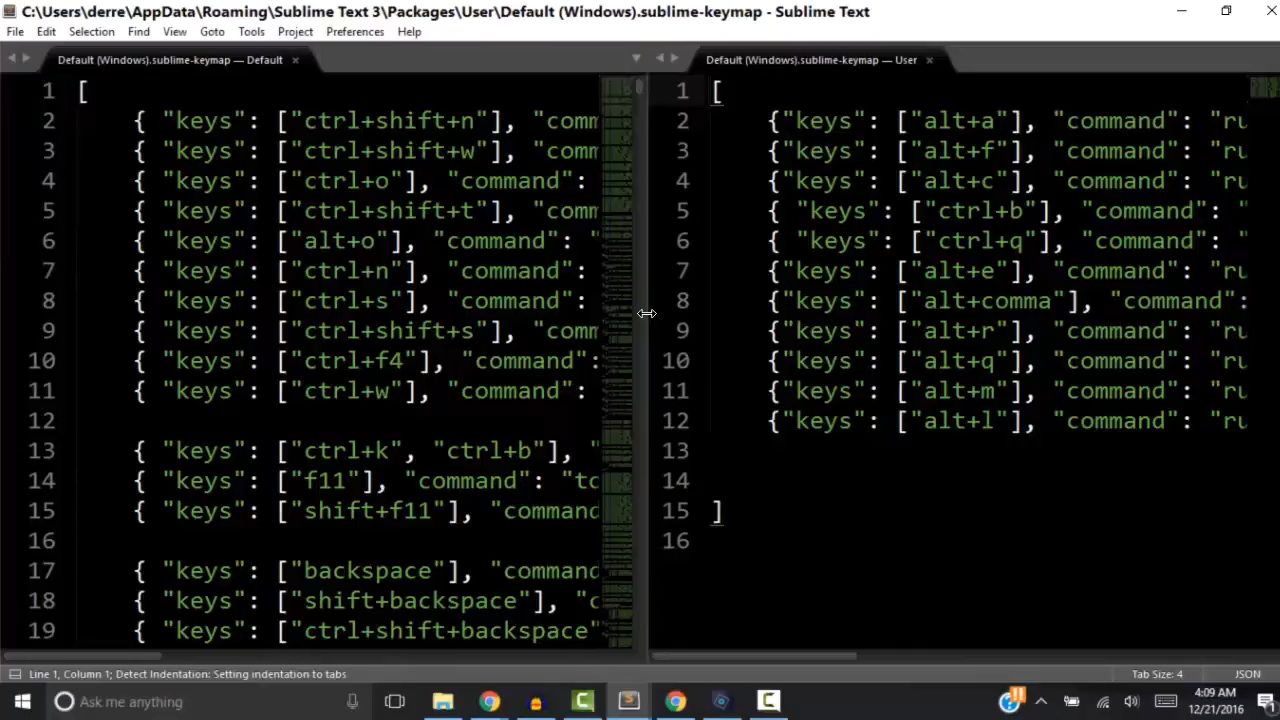 C:\Users\derre\AppData\Roaming\Sublime Text 3\Packages\User\Default (Windows).sublime-keymap - Sublime Text
File Edit Selection Find View Goto Tools Project Preferences Help
Default (Windows).sublime-keymap — Default ×
1 [
2 { "keys": ["ctrl+shift+n"], "comm
3 { "keys": ["ctrl+shift+w"], "comm
4 { "keys": ["ctrl+o"], "command":
5 { "keys": ["ctrl+shift+t"], "comm
6 { "keys": ["alt+o"], "command": "
7 { "keys": ["ctrl+n"], "command":
8 { "keys": ["ctrl+s"], "command":
9 { "keys": ["ctrl+shift+s"], "comm
10 { "keys": ["ctrl+f4"], "command":
11 { "keys": ["ctrl+w"], "command":
12
13 { "keys": ["ctrl+k", "ctrl+b"], "
14 { "keys": ["f11"], "command": "to
15 { "keys": ["shift+f11"], "command
16
17 { "keys": ["backspace"], "command
18 { "keys": ["shift+backspace"], "c
19 { "keys": ["ctrl+shift+backspace"
Default (Windows).sublime-keymap — User ×
1 [
2 {"keys": ["alt+a"], "command": "ru
3 {"keys": ["alt+f"], "command": "ru
4 {"keys": ["alt+c"], "command": "ru
5 { "keys": ["ctrl+b"], "command": "
6 { "keys": ["ctrl+q"], "command": "
7 {"keys": ["alt+e"], "command": "ru
8 {"keys": ["alt+comma"], "command":
9 {"keys": ["alt+r"], "command": "ru
10 {"keys": ["alt+q"], "command": "ru
11 {"keys": ["alt+m"], "command": "ru
12 {"keys": ["alt+l"], "command": "ru
13
14
15 ]
16
Line 1, Column 1; Detect Indentation: Setting indentation to tabs Tab Size: 4 JSON
Ask me anything
4:09 AM
12/21/2016